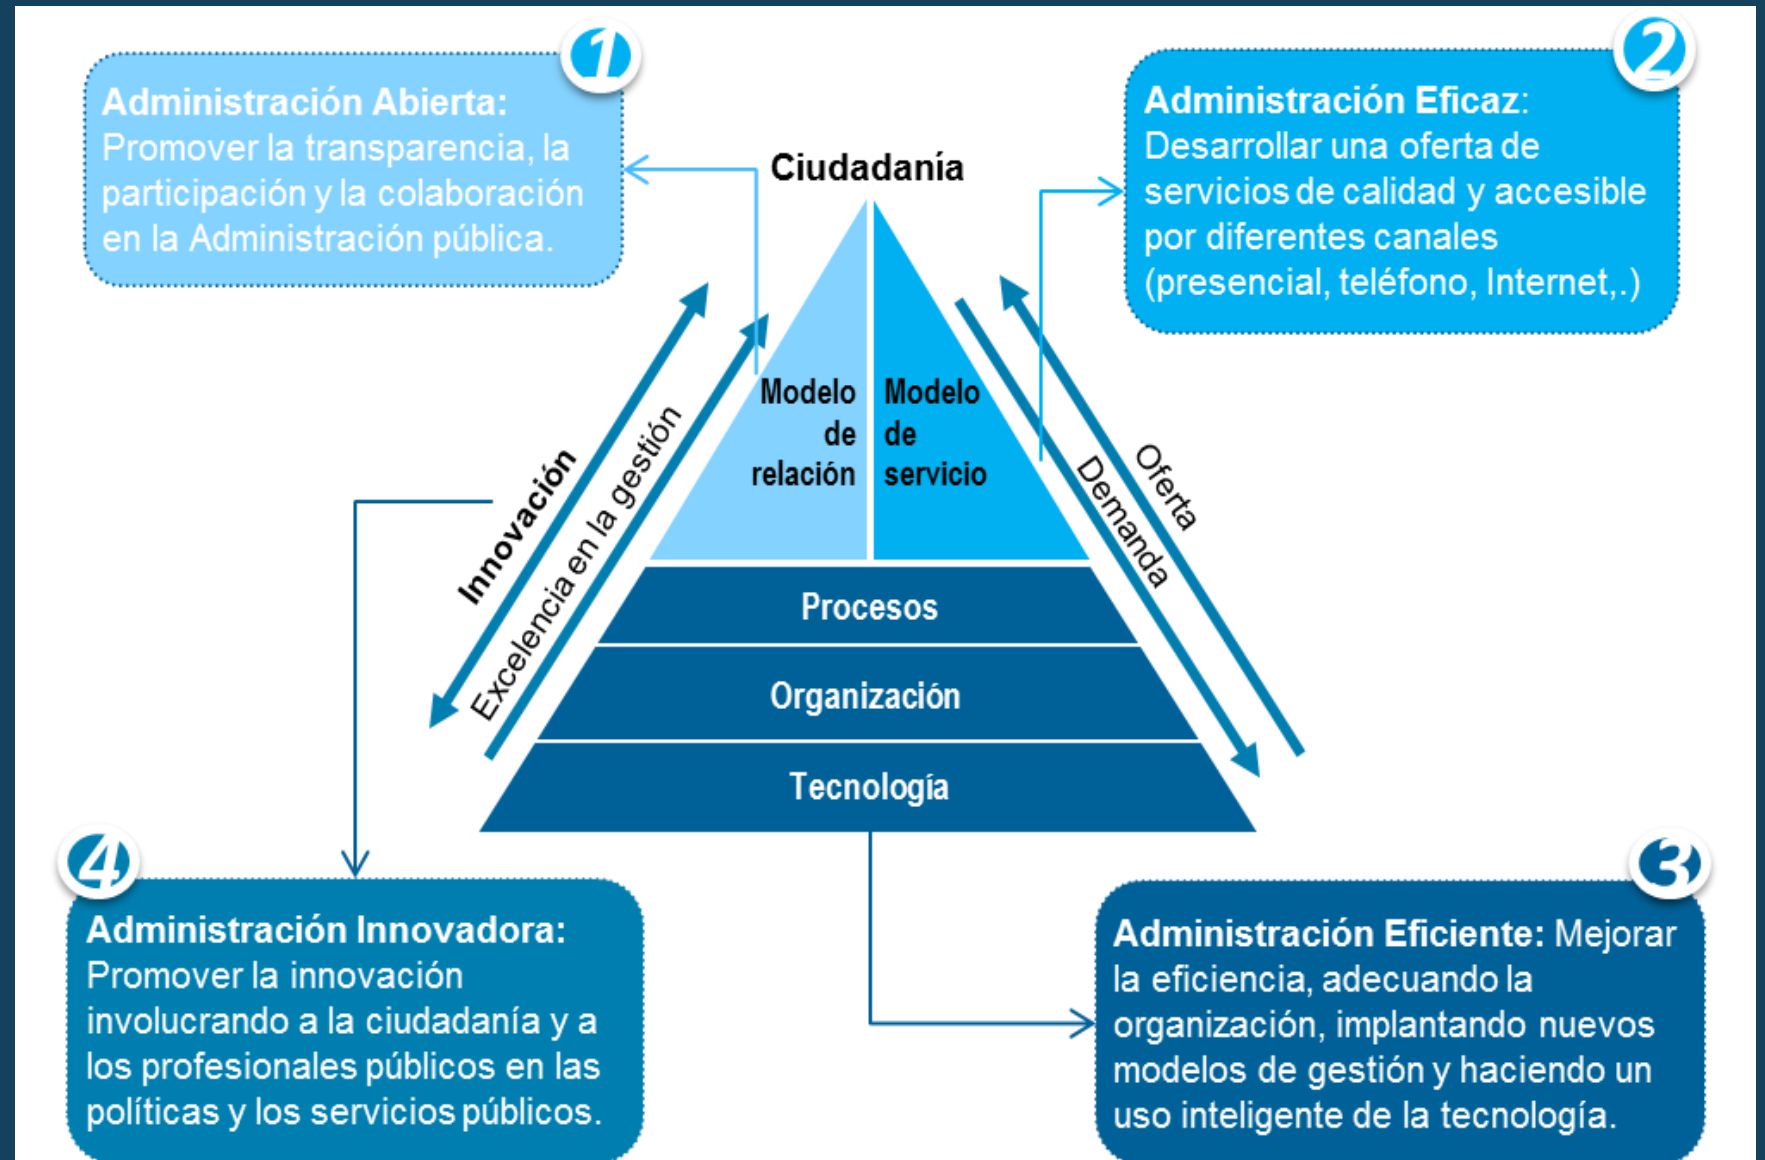 1
Administración Abierta:
Promover la transparencia, la
participación y la colaboración
en la Administración pública.
2
Administración Eficaz:
Desarrollar una oferta de
servicios de calidad y accesible
por diferentes canales
(presencial, teléfono, Internet,.)
Ciudadanía
Modelo
de
relación
Modelo
de
servicio
Innovación
Excelencia en la gestión
Demanda
Oferta
Procesos
Organización
Tecnología
4
Administración Innovadora:
Promover la innovación
involucrando a la ciudadanía y a
los profesionales públicos en las
políticas y los servicios públicos.
3
Administración Eficiente: Mejorar
la eficiencia, adecuando la
organización, implantando nuevos
modelos de gestión y haciendo un
uso inteligente de la tecnología.